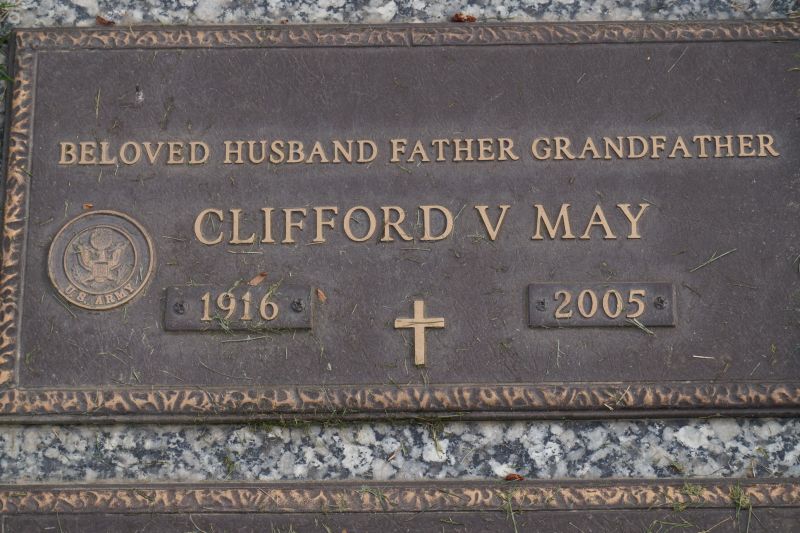 BELOVED HUSBAND FATHER GRANDFATHER
CLIFFORD V MAY
U.S. ARMY
1916
2005